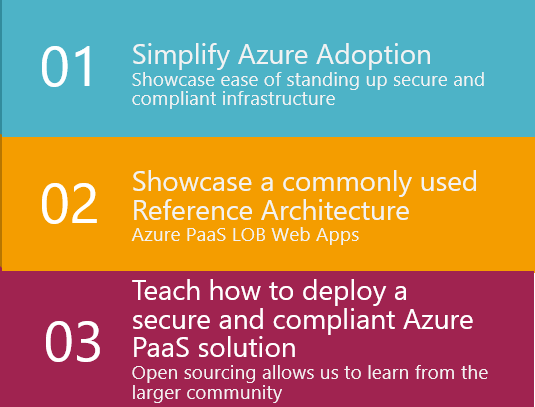 01
Simplify Azure Adoption
Showcase ease of standing up secure and
compliant infrastructure
02
Showcase a commonly used
Reference Architecture
Azure PaaS LOB Web Apps
03
Teach how to deploy a
secure and compliant Azure
PaaS solution
Open sourcing allows us to learn from the
larger community